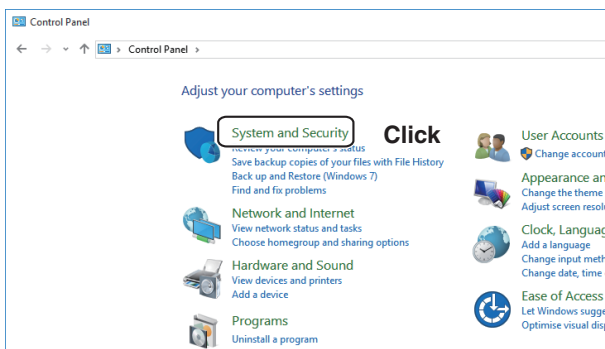 Control Panel
Control Panel
Adjust your computer's settings
System and Security
Click
Review your computer's status
Save backup copies of your files with File History
Back up and Restore (Windows 7)
Find and fix problems
Network and Internet
View network status and tasks
Choose homegroup and sharing options
Hardware and Sound
View devices and printers
Add a device
Programs
Uninstall a program
User Accounts
Change account
Appearance an
Change the theme
Adjust screen resol
Clock, Languag
Add a language
Change input meth
Change date, time
Ease of Access
Let Windows sugge
Optimise visual disp